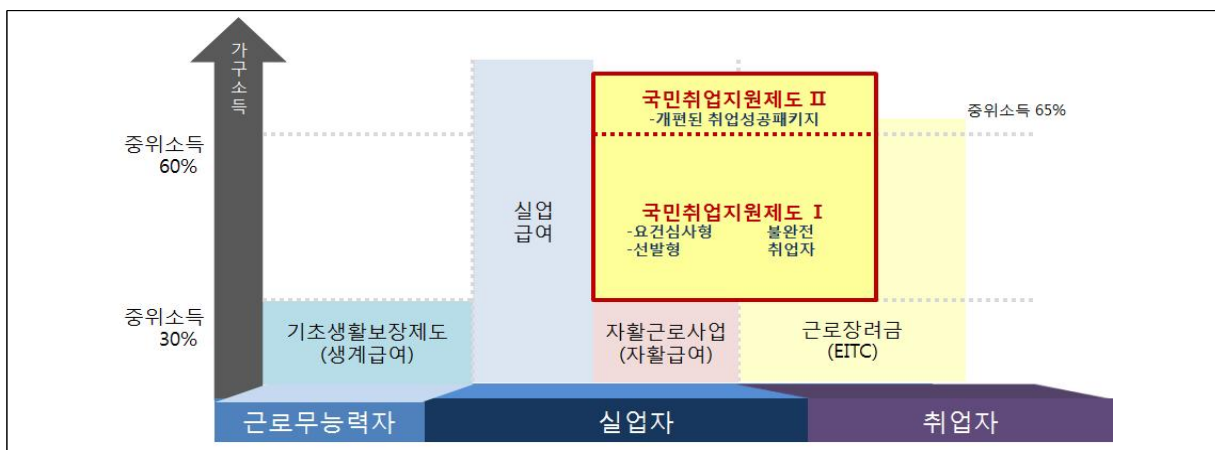 가구소득
국민취업지원제도 Ⅱ
-개편된 취업성공패키지
중위소득 65%
중위소득
60%
실업
급여
국민취업지원제도 Ⅰ
-요건심사형
-선발형
불완전
취업자
중위소득
30%
기초생활보장제도
(생계급여)
자활근로사업
(자활급여)
근로장려금
(EITC)
근로무능력자
실업자
취업자